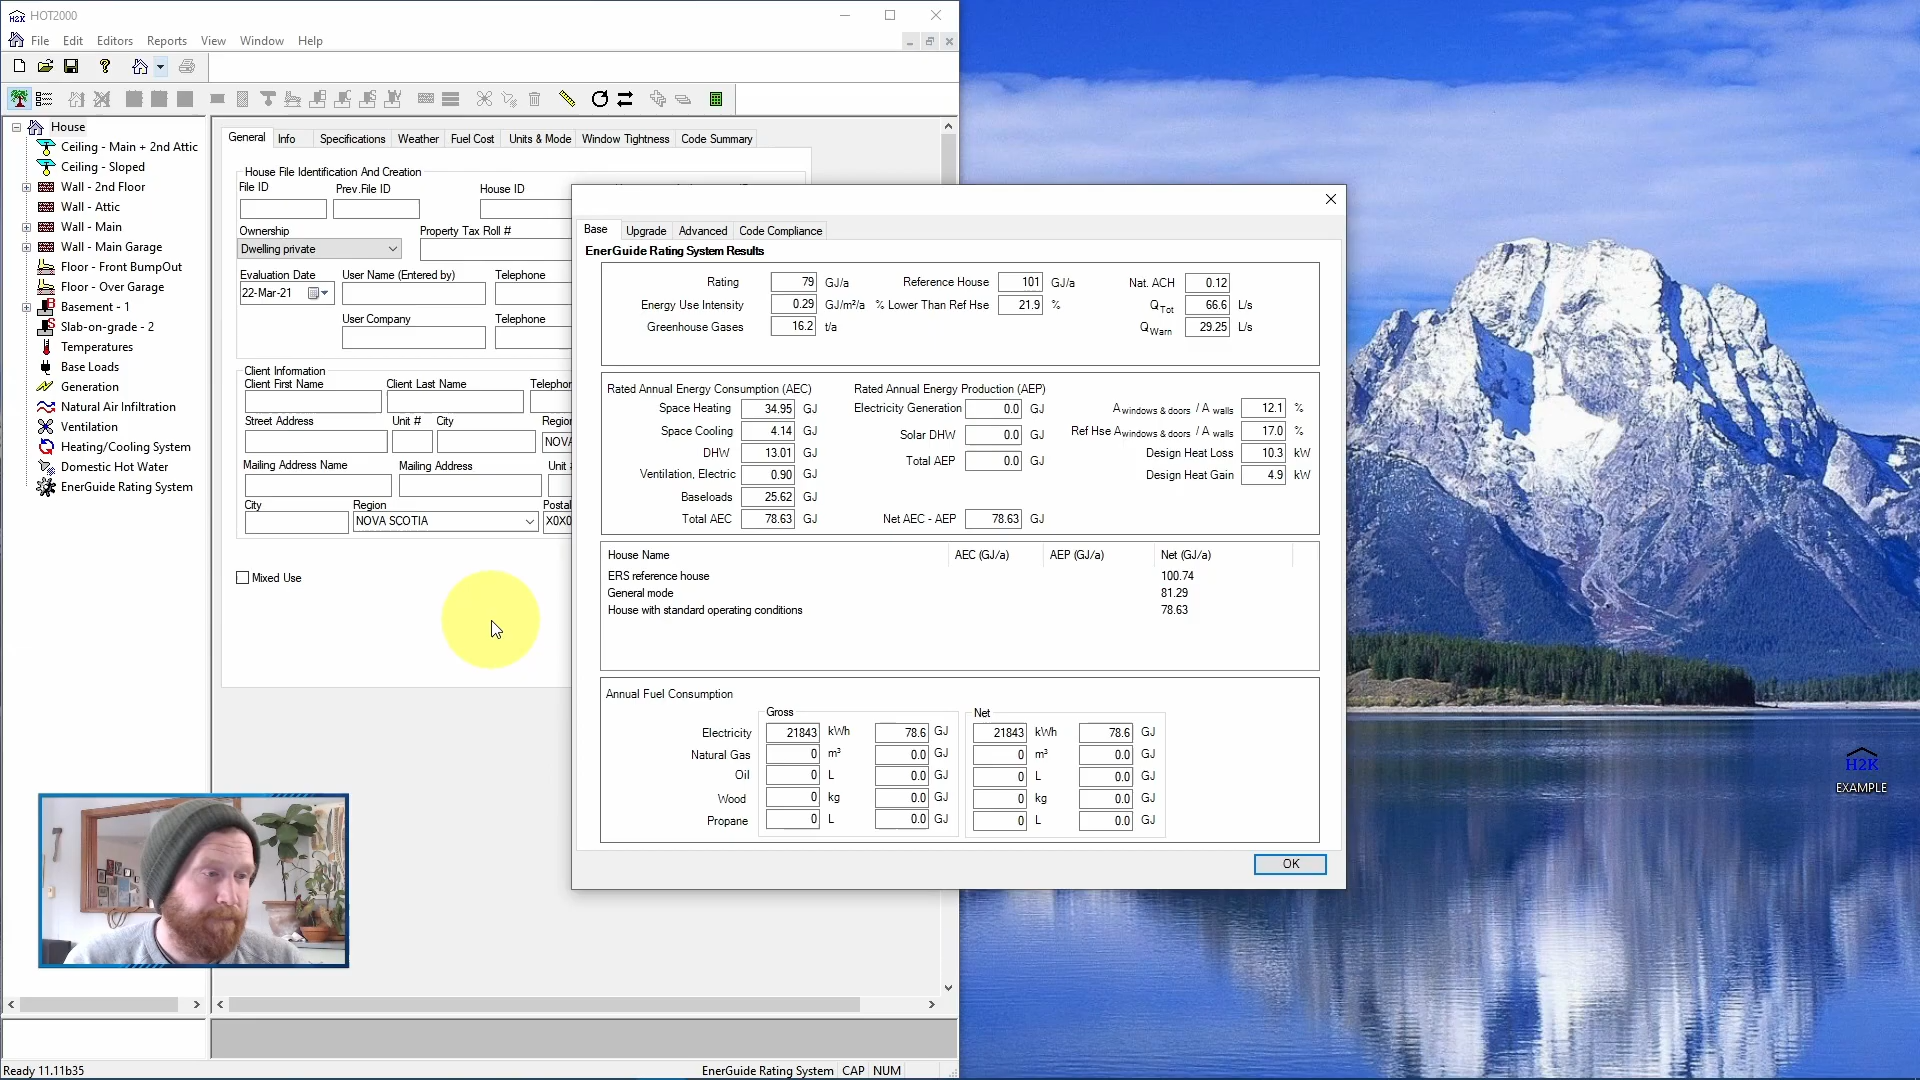 HOT2000
File Edit Editors Reports View Window Help
House
Ceiling - Main + 2nd Attic
Ceiling - Sloped
Wall - 2nd Floor
Wall - Attic
Wall - Main
Wall - Main Garage
Floor - Front BumpOut
Floor - Over Garage
Basement - 1
Slab-on-grade - 2
Temperatures
Base Loads
Generation
Natural Air Infiltration
Ventilation
Heating/Cooling System
Domestic Hot Water
EnerGuide Rating System
General Info Specifications Weather Fuel Cost Units & Mode Window Tightness Code Summary
House File Identification And Creation
File ID Prev.File ID House ID
Ownership Property Tax Roll #
Dwelling private
Evaluation Date User Name (Entered by) Telephone
22-Mar-21
User Company Telephone
Client Information
Client First Name Client Last Name Teleph
Street Address Unit # City Region
NOVA
Mailing Address Name Mailing Address Unit
City Region Postal
NOVA SCOTIA X0X0
Mixed Use
Base Upgrade Advanced Code Compliance
EnerGuide Rating System Results
Rating 79 GJ/a Reference House 101 GJ/a Nat. ACH 0.12
Energy Use Intensity 0.29 GJ/m²/a % Lower Than Ref Hse 21.9 % QTot 66.6 L/s
Greenhouse Gases 16.2 t/a QWarn 29.25 L/s
Rated Annual Energy Consumption (AEC) Rated Annual Energy Production (AEP)
Space Heating 34.95 GJ Electricity Generation 0.0 GJ A windows & doors / A walls 12.1 %
Space Cooling 4.14 GJ Solar DHW 0.0 GJ Ref Hse A windows & doors / A walls 17.0 %
DHW 13.01 GJ Total AEP 0.0 GJ Design Heat Loss 10.3 kW
Ventilation, Electric 0.90 GJ Design Heat Gain 4.9 kW
Baseloads 25.62 GJ
Total AEC 78.63 GJ Net AEC - AEP 78.63 GJ
House Name AEC (GJ/a) AEP (GJ/a) Net (GJ/a)
ERS reference house 100.74
General mode 81.29
House with standard operating conditions 78.63
Annual Fuel Consumption
Gross Net
Electricity 21843 kWh 78.6 GJ 21843 kWh 78.6 GJ
Natural Gas 0 m³ 0.0 GJ 0 m³ 0.0 GJ
Oil 0 L 0.0 GJ 0 L 0.0 GJ
Wood 0 kg 0.0 GJ 0 kg 0.0 GJ
Propane 0 L 0.0 GJ 0 L 0.0 GJ
OK
H2K
EXAMPLE
Ready 11.11b35 EnerGuide Rating System CAP NUM